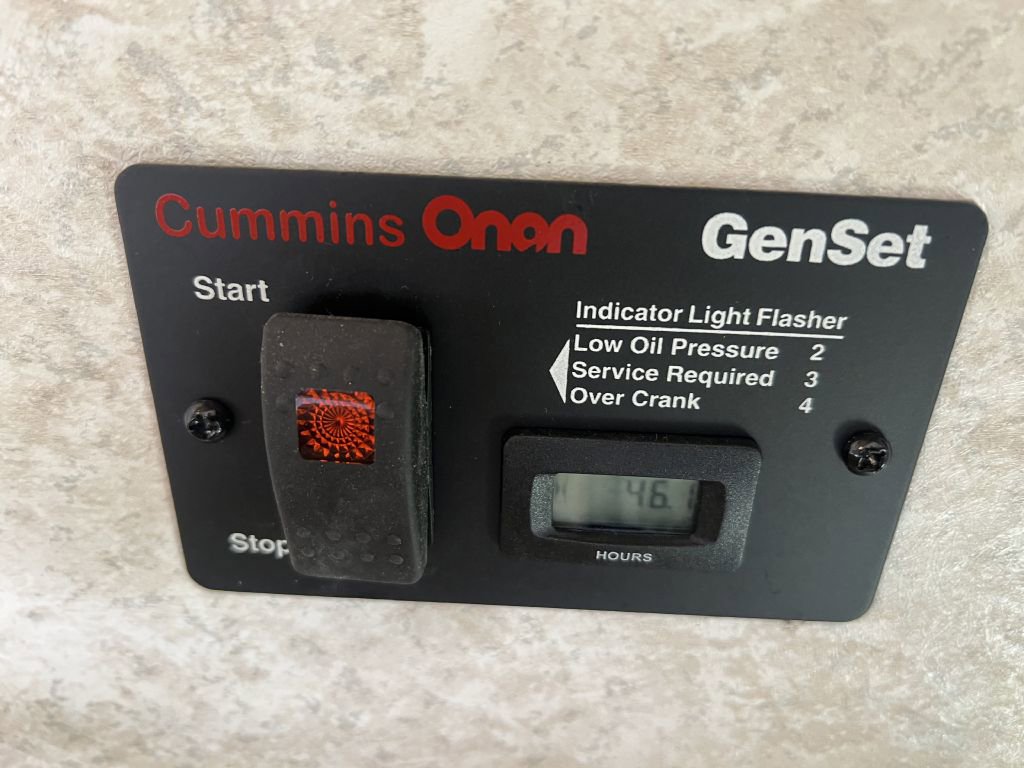 Cummins Onan
GenSet
Start
Indicator Light Flasher
Low Oil Pressure 2
Service Required 3
Over Crank 4
46.1
HOURS
Stop